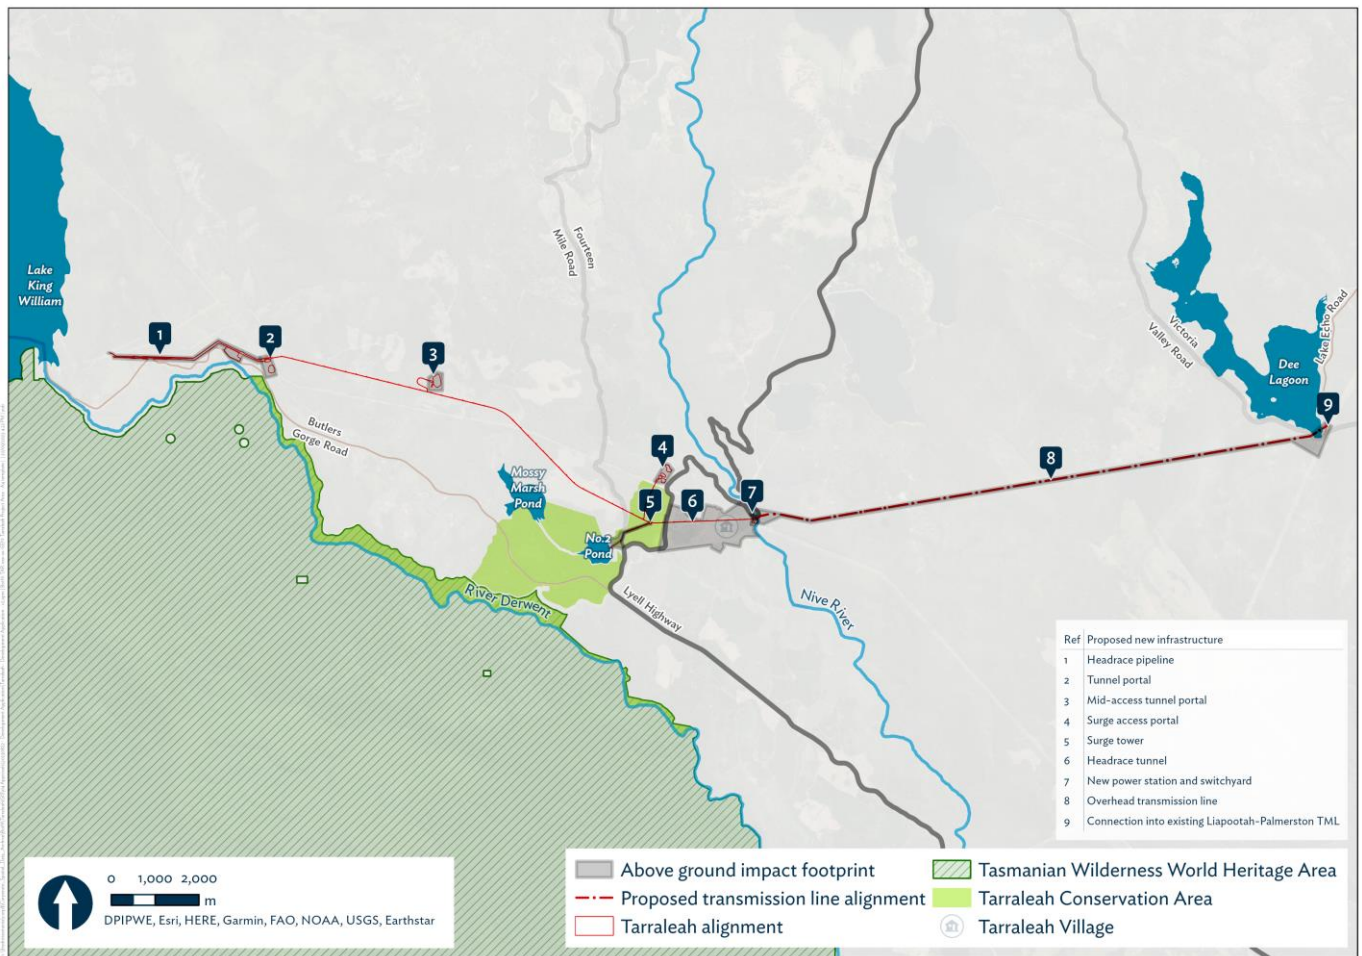 Lake
King
William
1
2
3
Fourteen
Mile Road
Butlers
Gorge Road
Mossy
Marsh
Pond
No.2
Pond
4
5
6
7
8
9
River Derwent
Lyell Highway
Nive River
Victoria
Valley Road
Lake Echo Road
Dee
Lagoon
Ref Proposed new infrastructure
1 Headrace pipeline
2 Tunnel portal
3 Mid-access tunnel portal
4 Surge access portal
5 Surge tower
6 Headrace tunnel
7 New power station and switchyard
8 Overhead transmission line
9 Connection into existing Liapootah-Palmerston TML
0 1,000 2,000
m
DPIPWE, Esri, HERE, Garmin, FAO, NOAA, USGS, Earthstar
Above ground impact footprint
Proposed transmission line alignment
Tarraleah alignment
Tasmanian Wilderness World Heritage Area
Tarraleah Conservation Area
Tarraleah Village